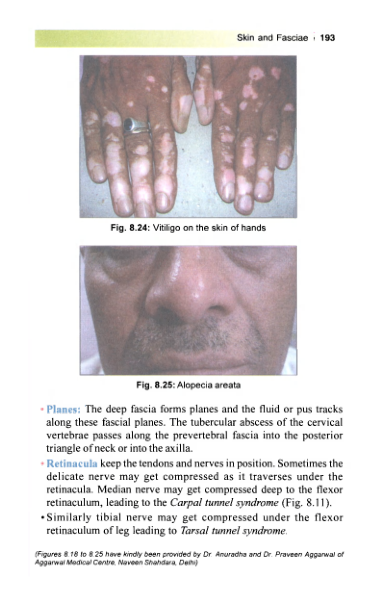 Skin and Fasciae 193
Fig. 8.24: Vitiligo on the skin of hands
Fig. 8.25: Alopecia areata
• Planes: The deep fascia forms planes and the fluid or pus tracks
along these fascial planes. The tubercular abscess of the cervical
vertebrae passes along the prevertebral fascia into the posterior
triangle of neck or into the axilla.
• Retinacula keep the tendons and nerves in position. Sometimes the
delicate nerve may get compressed as it traverses under the
retinacula. Median nerve may get compressed deep to the flexor
retinaculum, leading to the Carpal tunnel syndrome (Fig. 8.11).
• Similarly tibial nerve may get compressed under the flexor
retinaculum of leg leading to Tarsal tunnel syndrome.
(Figures 8.18 to 8.25 have kindly been provided by Dr. Anuradha and Dr. Praveen Aggarwal of
Aggarwal Medical Centre, Naveen Shahdara, Delhi)